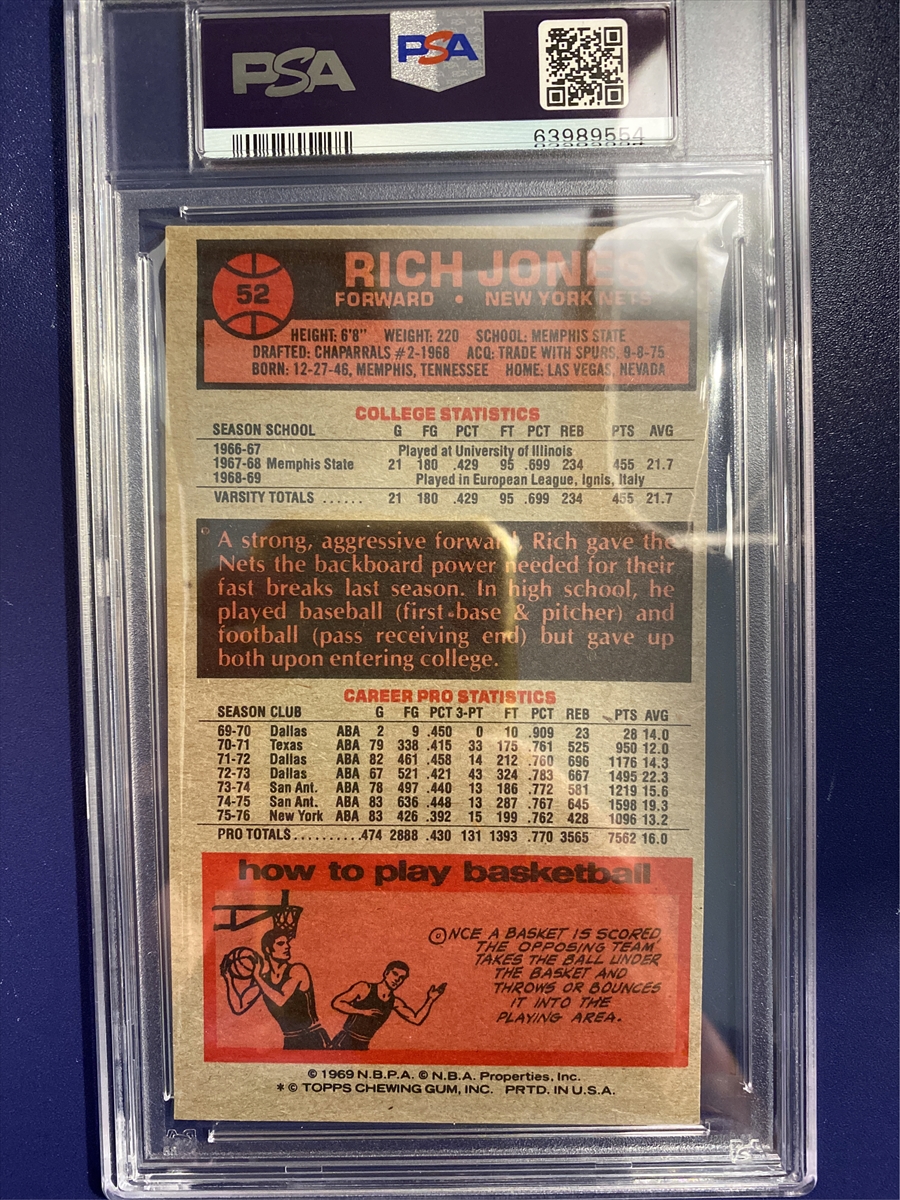 PSA PSA
63989554
52
RICH JONES
FORWARD • NEW YORK NETS
HEIGHT: 6'8" WEIGHT: 220 SCHOOL: MEMPHIS STATE
DRAFTED: CHAPARRALS #2-1968 ACQ: TRADE WITH SPURS, 9-8-75
BORN: 12-27-46, MEMPHIS, TENNESSEE HOME: LAS VEGAS, NEVADA
COLLEGE STATISTICS
SEASON SCHOOL G FG PCT FT PCT REB PTS AVG
1966-67 Played at University of Illinois
1967-68 Memphis State 21 180 .429 95 .699 234 455 21.7
1968-69 Played in European League, Ignis, Italy
VARSITY TOTALS ...... 21 180 .429 95 .699 234 455 21.7
A strong, aggressive forward, Rich gave the
Nets the backboard power needed for their
fast breaks last season. In high school, he
played baseball (first base & pitcher) and
football (pass receiving end) but gave up
both upon entering college.
CAREER PRO STATISTICS
SEASON CLUB G FG PCT 3-PT FT PCT REB PTS AVG
69-70 Dallas ABA 2 9 .450 0 10 .909 23 28 14.0
70-71 Texas ABA 79 338 .415 33 175 .761 525 950 12.0
71-72 Dallas ABA 82 461 .458 14 212 .760 696 1176 14.3
72-73 Dallas ABA 67 521 .421 43 324 .783 667 1495 22.3
73-74 San Ant. ABA 78 497 .440 13 186 .772 581 1219 15.6
74-75 San Ant. ABA 83 636 .448 13 287 .767 645 1598 19.3
75-76 New York ABA 83 426 .392 15 199 .762 428 1096 13.2
PRO TOTALS..........474 2888 .430 131 1393 .770 3565 7562 16.0
how to play basketball
ONCE A BASKET IS SCORED,
THE OPPOSING TEAM
TAKES THE BALL UNDER
THE BASKET AND
THROWS OR BOUNCES
IT INTO THE
PLAYING AREA.
© 1969 N.B.P.A. © N.B.A. Properties, Inc.
* © TOPPS CHEWING GUM, INC. PRTD. IN U.S.A.